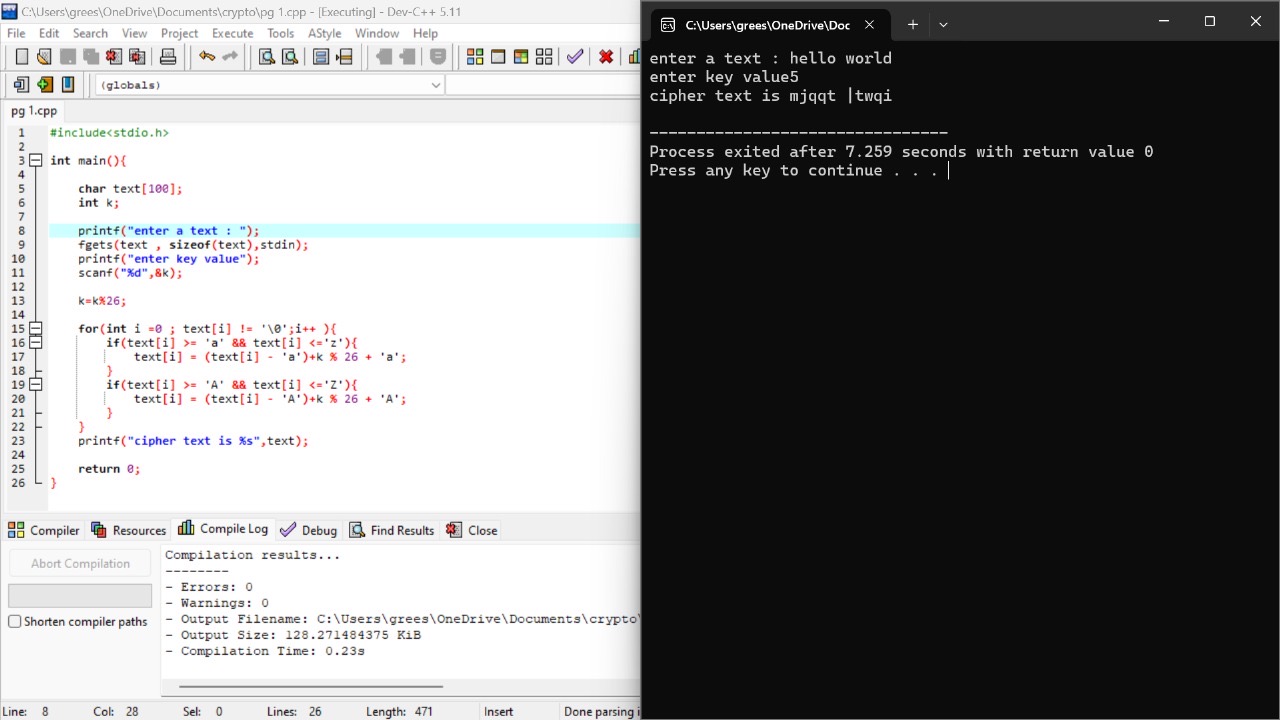 C:\Users\grees\OneDrive\Documents\crypto\pg 1.cpp - [Executing] - Dev-C++ 5.11
File Edit Search View Project Execute Tools AStyle Window Help
(globals)
pg 1.cpp
1 #include<stdio.h>
2
3 int main(){
4
5 char text[100];
6 int k;
7
8 printf("enter a text : ");
9 fgets(text , sizeof(text),stdin);
10 printf("enter key value");
11 scanf("%d",&k);
12
13 k=k%26;
14
15 for(int i =0 ; text[i] != '\0';i++ ){
16 if(text[i] >= 'a' && text[i] <='z'){
17 text[i] = (text[i] - 'a')+k % 26 + 'a';
18 }
19 if(text[i] >= 'A' && text[i] <='Z'){
20 text[i] = (text[i] - 'A')+k % 26 + 'A';
21 }
22 }
23 printf("cipher text is %s",text);
24
25 return 0;
26 }
Compiler Resources Compile Log Debug Find Results Close
Abort Compilation
Shorten compiler paths
Compilation results...
--------
- Errors: 0
- Warnings: 0
- Output Filename: C:\Users\grees\OneDrive\Documents\crypto\
- Output Size: 128.271484375 KiB
- Compilation Time: 0.23s
Line: 8 Col: 28 Sel: 0 Lines: 26 Length: 471 Insert Done parsing i
C:\Users\grees\OneDrive\Doc
enter a text : hello world
enter key value5
cipher text is mjqqt |twqi
--------------------------------
Process exited after 7.259 seconds with return value 0
Press any key to continue . . .